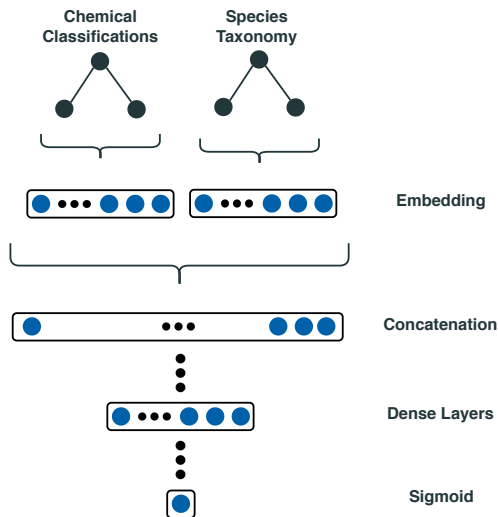 Chemical
Classifications
Species
Taxonomy
Embedding
Concatenation
Dense Layers
Sigmoid